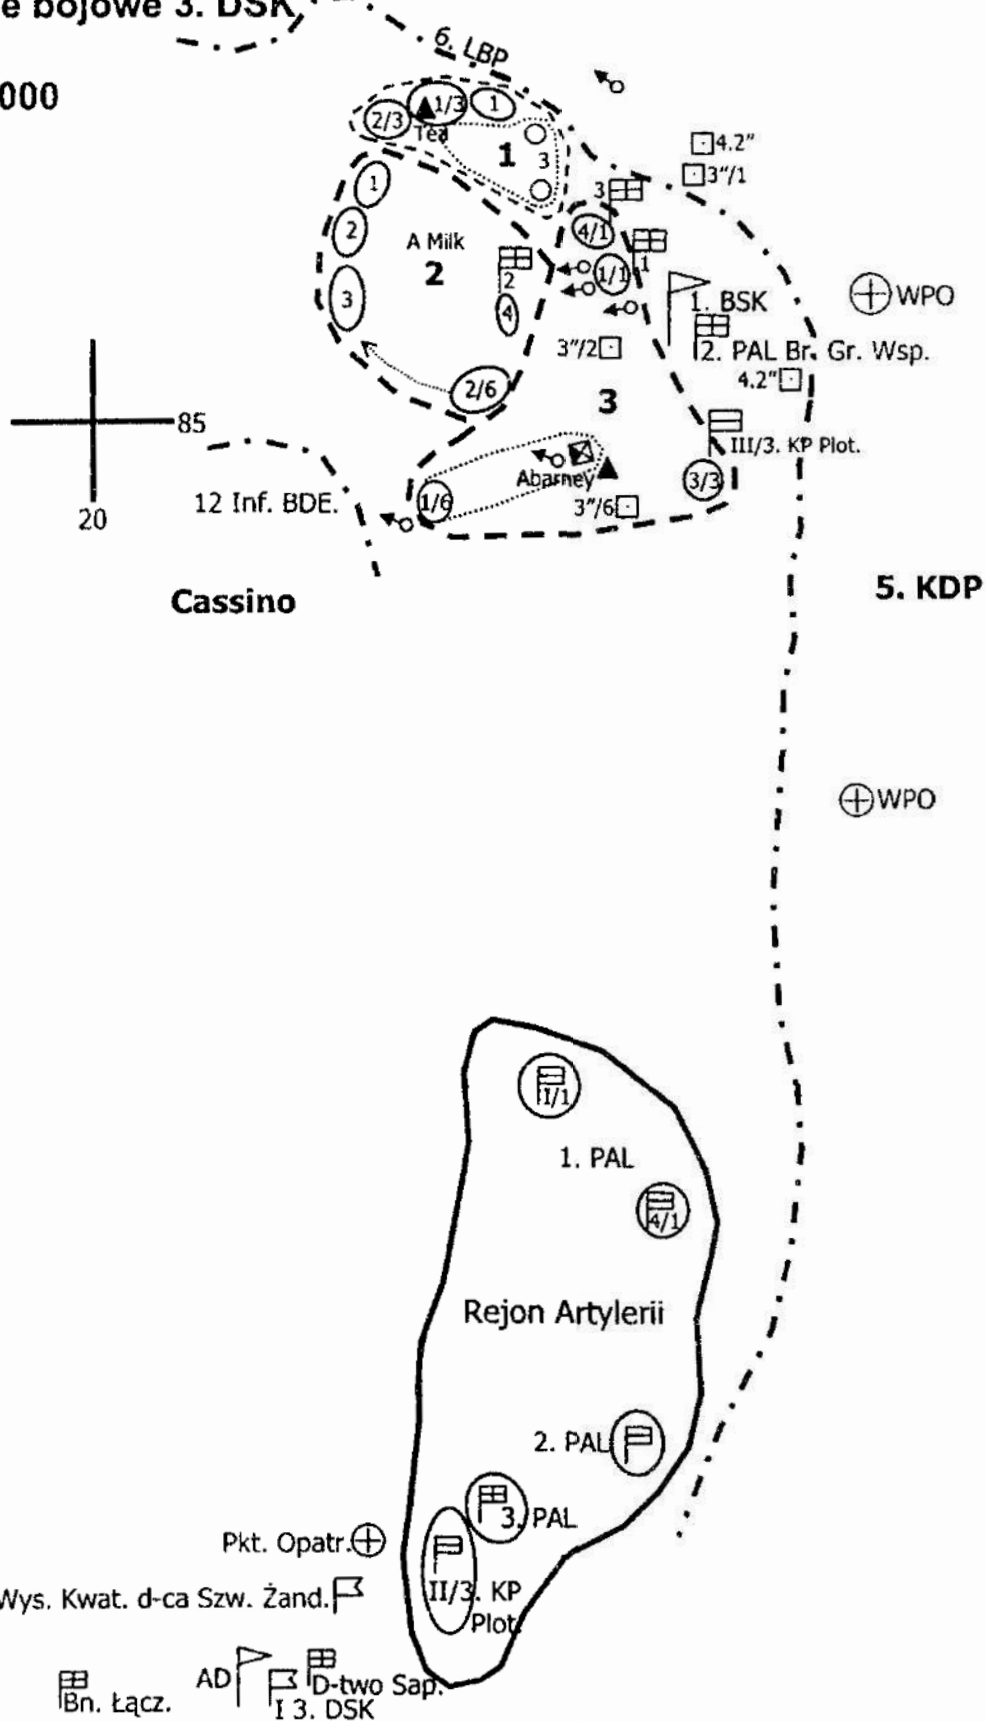 e bojowe 3. DSK
000
6. LBP
2/3
1/3
1
Tea
1
3
4.2"
3"/1
3
1
2
A Milk
2
3
2
4
4/1
1
1/1
1. BSK
WPO
2. PAL Br. Gr. Wsp.
3"/2
4.2"
2/6
3
85
III/3. KP Plot.
3/3
Abarney
1/6
3"/6
12 Inf. BDE.
20
Cassino
5. KDP
WPO
I/1
1. PAL
4/1
Rejon Artylerii
2. PAL
3. PAL
Pkt. Opatr.
II/3. KP
Plot.
Wys. Kwat. d-ca Szw. Żand.
AD
D-two Sap.
Bn. Łącz.
I 3. DSK